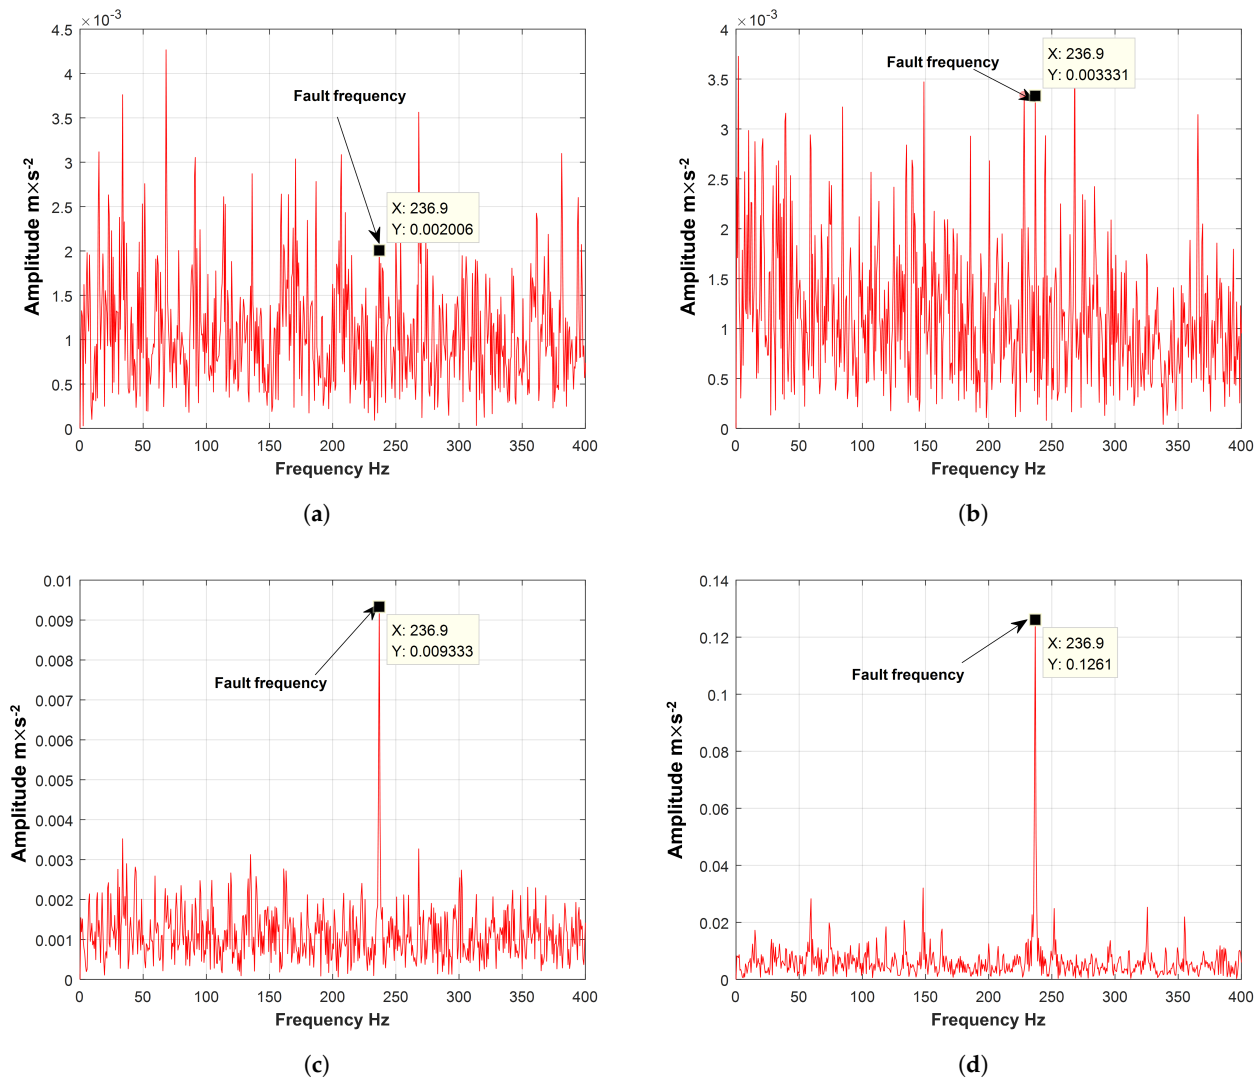 ×10⁻³
4.5
4
3.5
3
2.5
2
1.5
1
0.5
0
0 50 100 150 200 250 300 350 400
Amplitude m×s⁻²
Frequency Hz
Fault frequency
X: 236.9
Y: 0.002006
(a)
×10⁻³
4
3.5
3
2.5
2
1.5
1
0.5
0
0 50 100 150 200 250 300 350 400
Amplitude m×s⁻²
Frequency Hz
Fault frequency
X: 236.9
Y: 0.003331
(b)
0.01
0.009
0.008
0.007
0.006
0.005
0.004
0.003
0.002
0.001
0
0 50 100 150 200 250 300 350 400
Amplitude m×s⁻²
Frequency Hz
Fault frequency
X: 236.9
Y: 0.009333
(c)
0.14
0.12
0.1
0.08
0.06
0.04
0.02
0
0 50 100 150 200 250 300 350 400
Amplitude m×s⁻²
Frequency Hz
Fault frequency
X: 236.9
Y: 0.1261
(d)